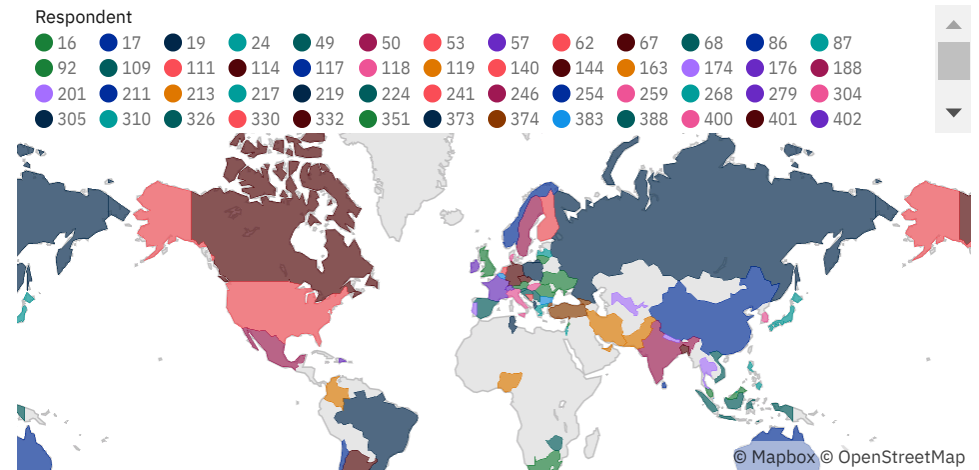 Respondent
16 17 19 24 49 50 53 57 62 67 68 86 87
92 109 111 114 117 118 119 140 144 163 174 176 188
201 211 213 217 219 224 241 246 254 259 268 279 304
305 310 326 330 332 351 373 374 383 388 400 401 402
© Mapbox © OpenStreetMap